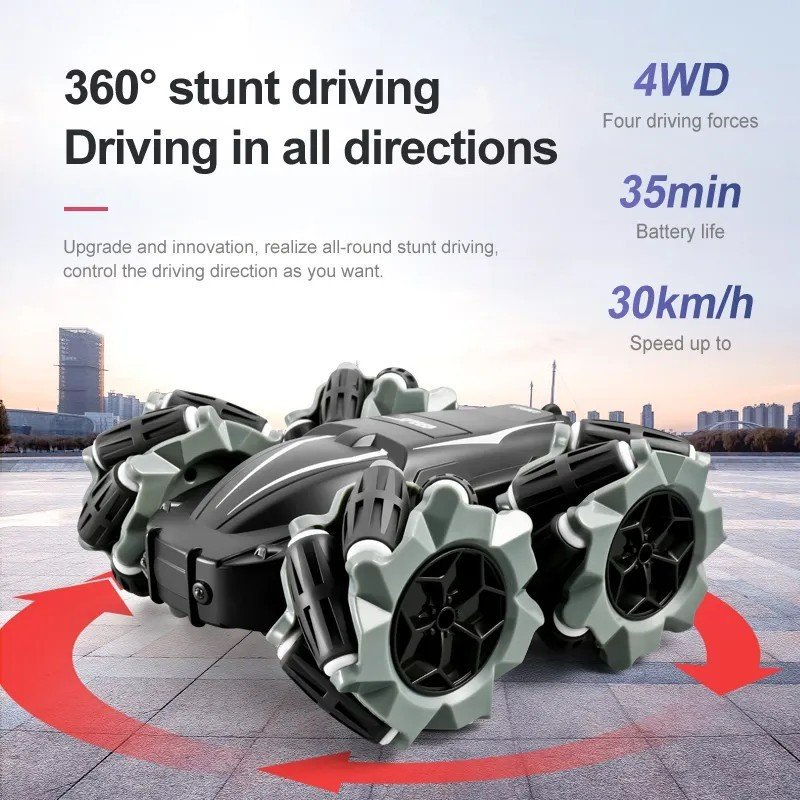 360° stunt driving
Driving in all directions
Upgrade and innovation, realize all-round stunt driving,
control the driving direction as you want.
4WD
Four driving forces
35min
Battery life
30km/h
Speed up to